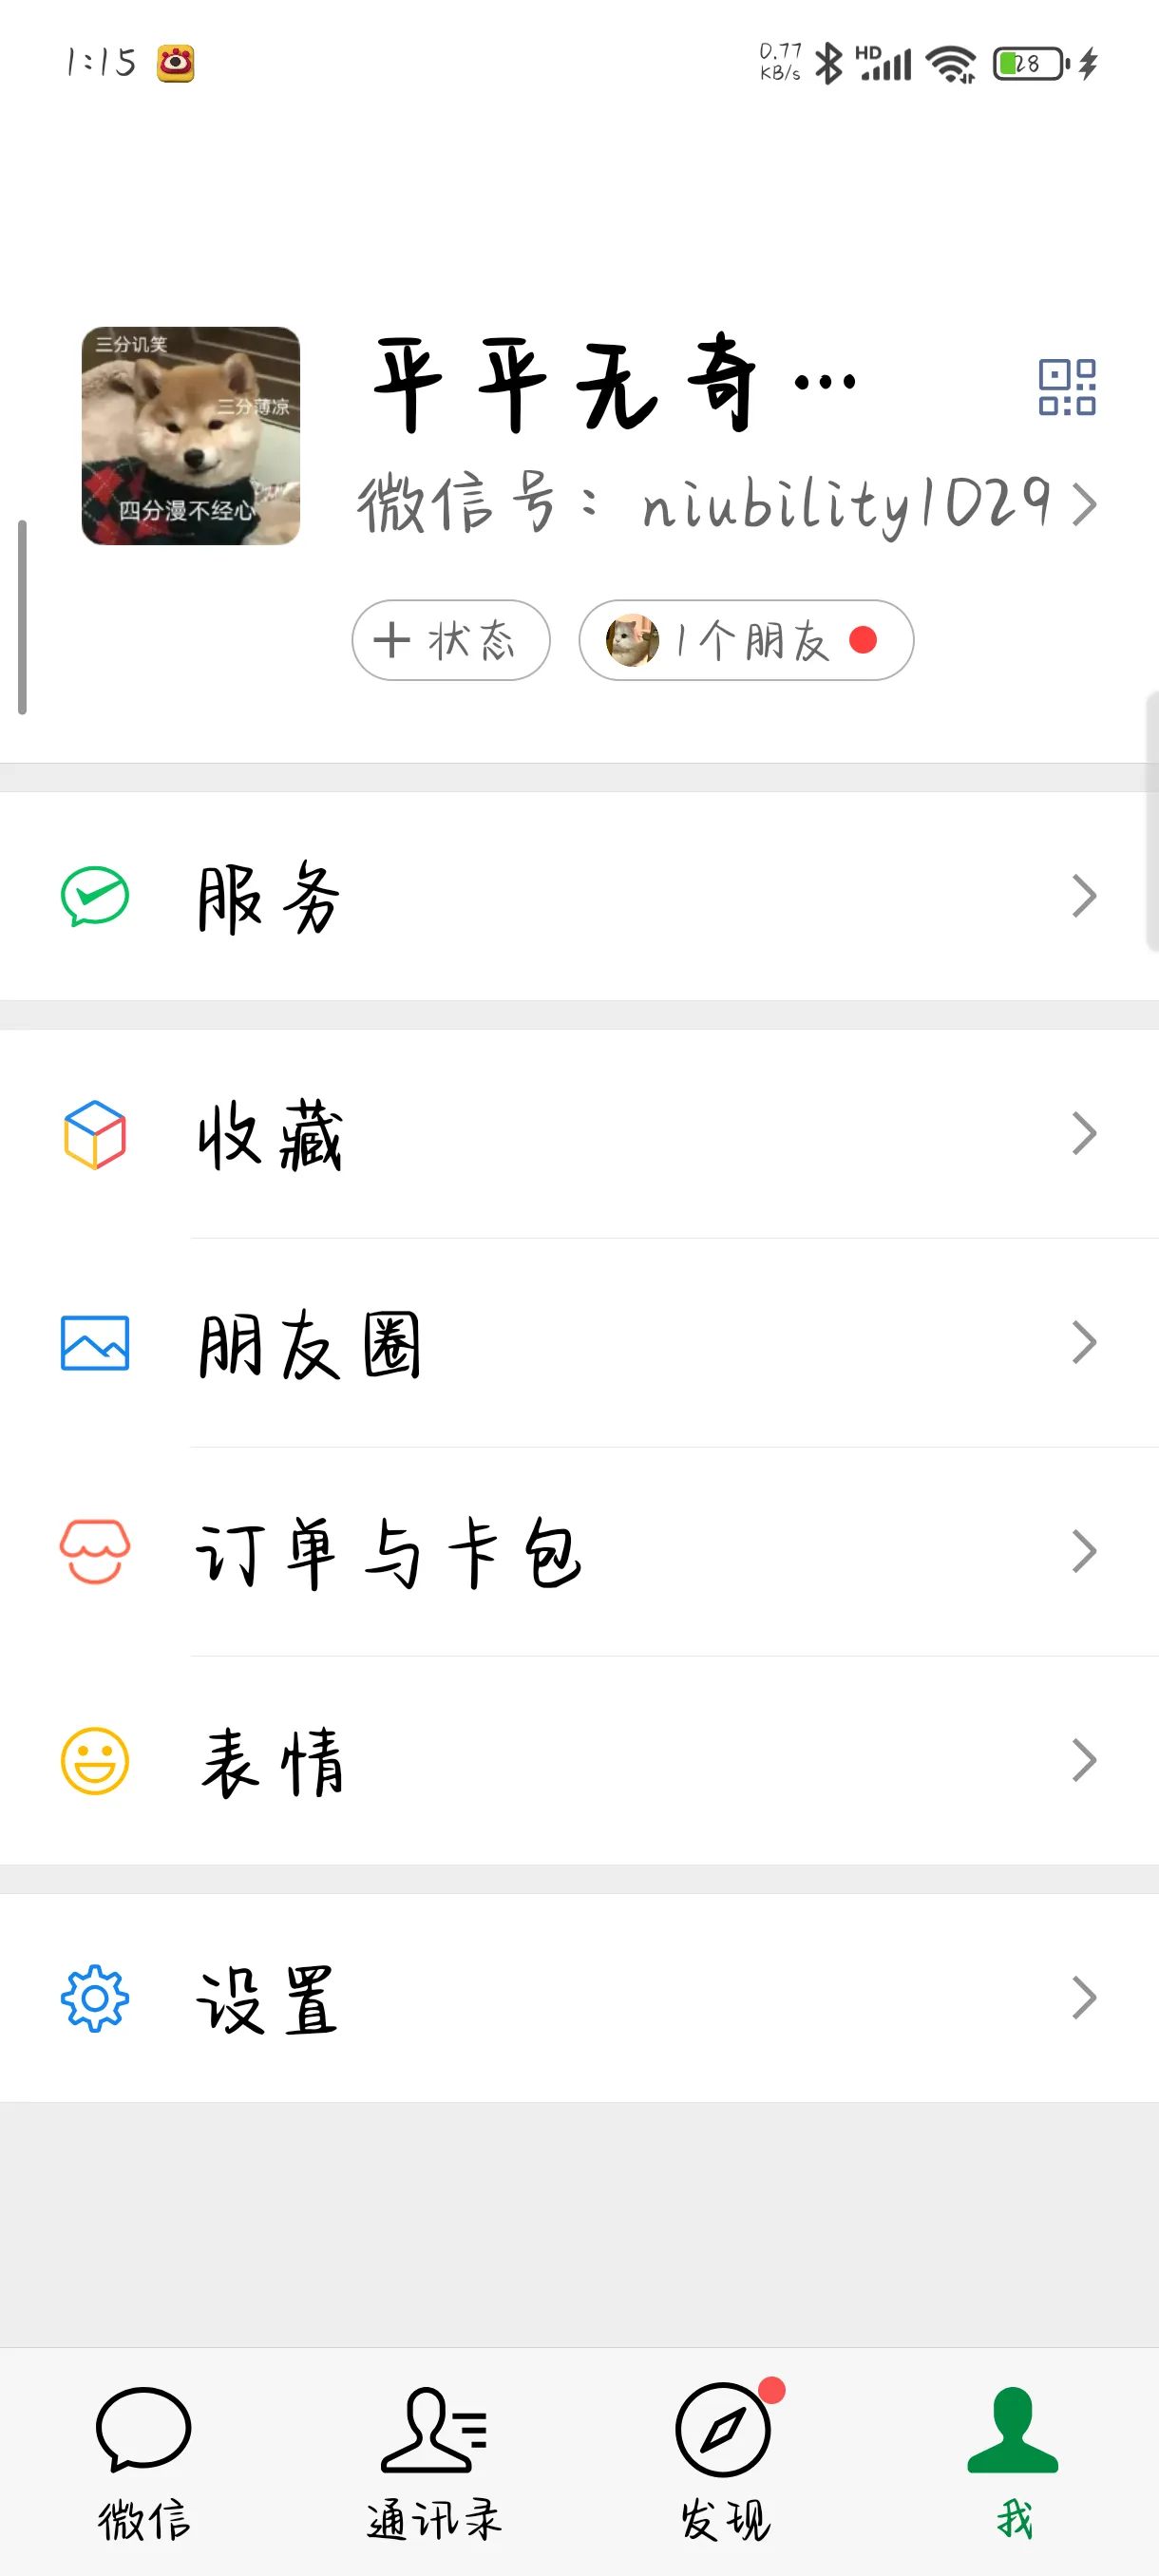 1:15
0.77
KB/s
HD
28
三分讥笑
三分薄凉
四分漫不经心
平平无奇…
微信号：niubility1029
状态
1个朋友
服务
收藏
朋友圈
订单与卡包
表情
设置
微信
通讯录
发现
我